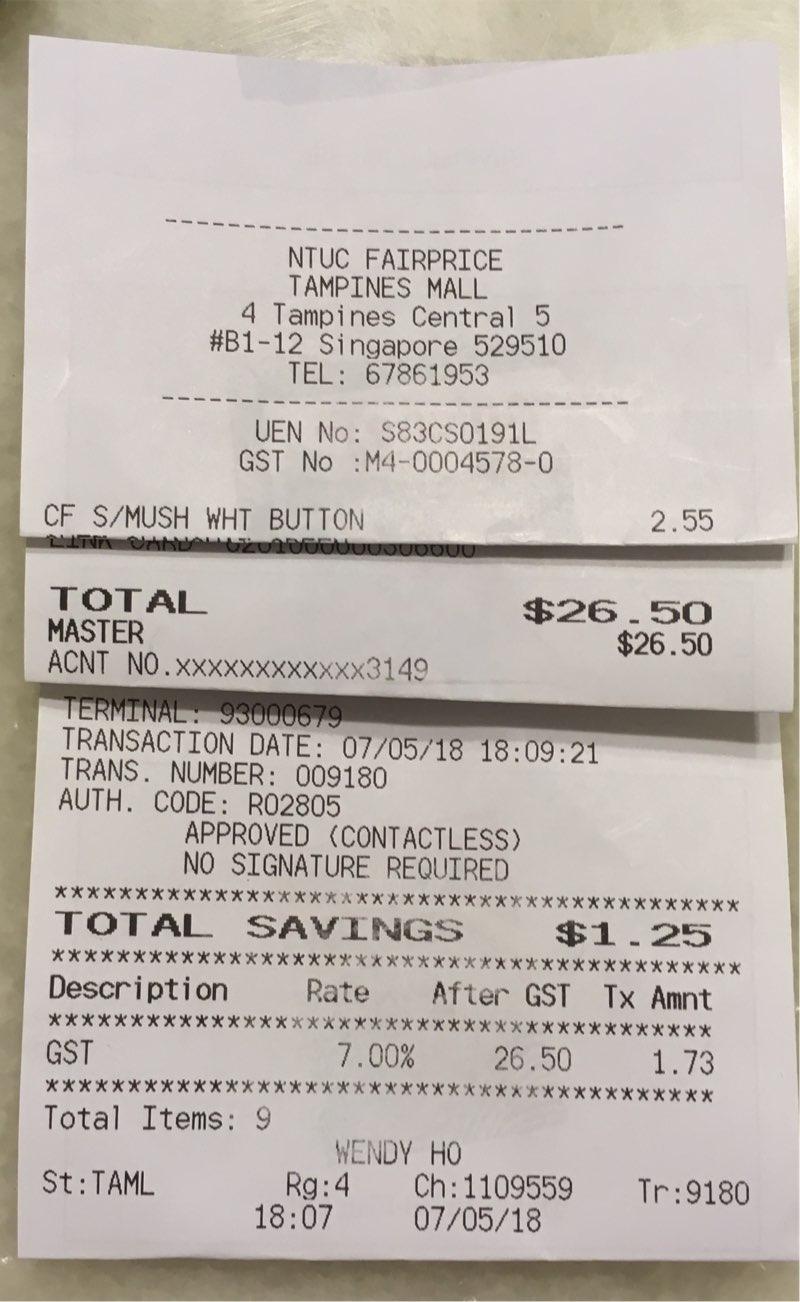 --------------------------------
NTUC FAIRPRICE
TAMPINES MALL
4 Tampines Central 5
#B1-12 Singapore 529510
TEL: 67861953
--------------------------------
UEN No: S83CS0191L
GST No :M4-0004578-0
CF S/MUSH WHT BUTTON 2.55
TOTAL $26.50
MASTER $26.50
ACNT NO.xxxxxxxxxxxx3149
TERMINAL: 93000679
TRANSACTION DATE: 07/05/18 18:09:21
TRANS. NUMBER: 009180
AUTH. CODE: R02805
APPROVED (CONTACTLESS)
NO SIGNATURE REQUIRED
******************************************
TOTAL SAVINGS $1.25
******************************************
Description Rate After GST Tx Amnt
******************************************
GST 7.00% 26.50 1.73
******************************************
Total Items: 9
WENDY HO
St:TAML Rg:4 Ch:1109559 Tr:9180
18:07 07/05/18